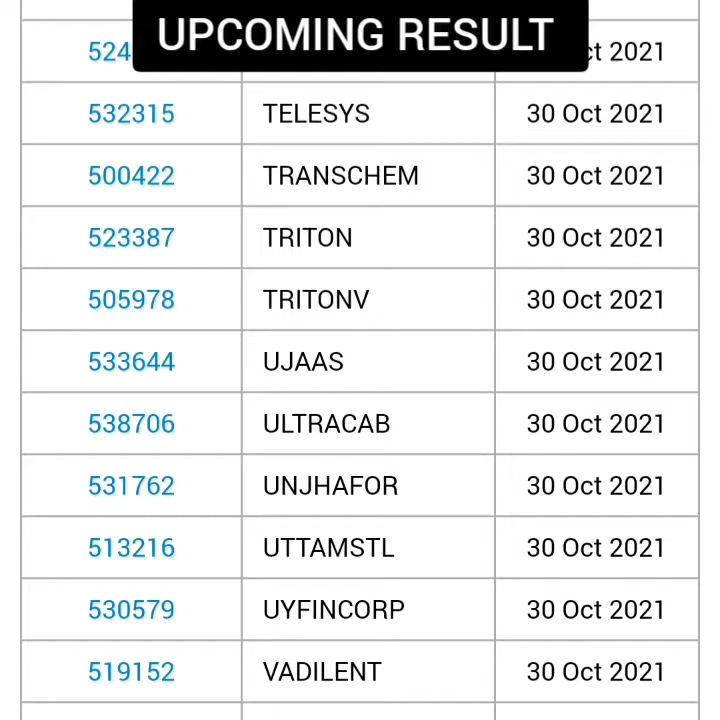 UPCOMING RESULT
524 ct 2021
532315 TELESYS 30 Oct 2021
500422 TRANSCHEM 30 Oct 2021
523387 TRITON 30 Oct 2021
505978 TRITONV 30 Oct 2021
533644 UJAAS 30 Oct 2021
538706 ULTRACAB 30 Oct 2021
531762 UNJHAFOR 30 Oct 2021
513216 UTTAMSTL 30 Oct 2021
530579 UYFINCORP 30 Oct 2021
519152 VADILENT 30 Oct 2021